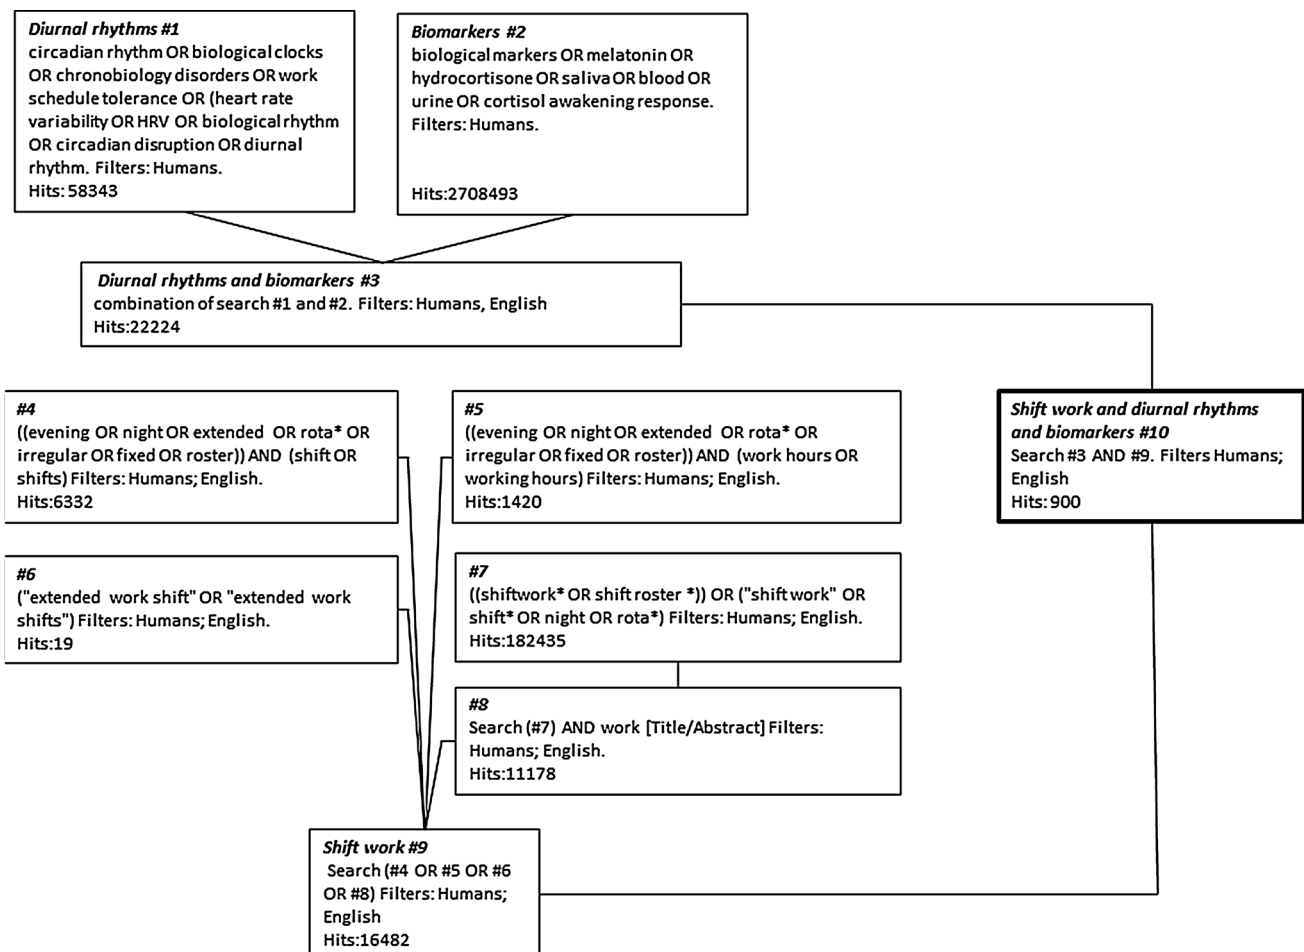 Diurnal rhythms #1
circadian rhythm OR biological clocks
OR chronobiology disorders OR work
schedule tolerance OR (heart rate
variability OR HRV OR biological rhythm
OR circadian disruption OR diurnal
rhythm. Filters: Humans.
Hits: 58343
Biomarkers #2
biological markers OR melatonin OR
hydrocortisone OR saliva OR blood OR
urine OR cortisol awakening response.
Filters: Humans.
Hits:2708493
Diurnal rhythms and biomarkers #3
combination of search #1 and #2. Filters: Humans, English
Hits:22224
#4
((evening OR night OR extended OR rota* OR
irregular OR fixed OR roster)) AND (shift OR
shifts) Filters: Humans; English.
Hits:6332
#5
((evening OR night OR extended OR rota* OR
irregular OR fixed OR roster)) AND (work hours OR
working hours) Filters: Humans; English.
Hits:1420
Shift work and diurnal rhythms
and biomarkers #10
Search #3 AND #9. Filters Humans;
English
Hits: 900
#6
("extended work shift" OR "extended work
shifts") Filters: Humans; English.
Hits:19
#7
((shiftwork* OR shift roster *)) OR ("shift work" OR
shift* OR night OR rota*) Filters: Humans; English.
Hits:182435
#8
Search (#7) AND work [Title/Abstract] Filters:
Humans; English.
Hits:11178
Shift work #9
Search (#4 OR #5 OR #6
OR #8) Filters: Humans;
English
Hits:16482